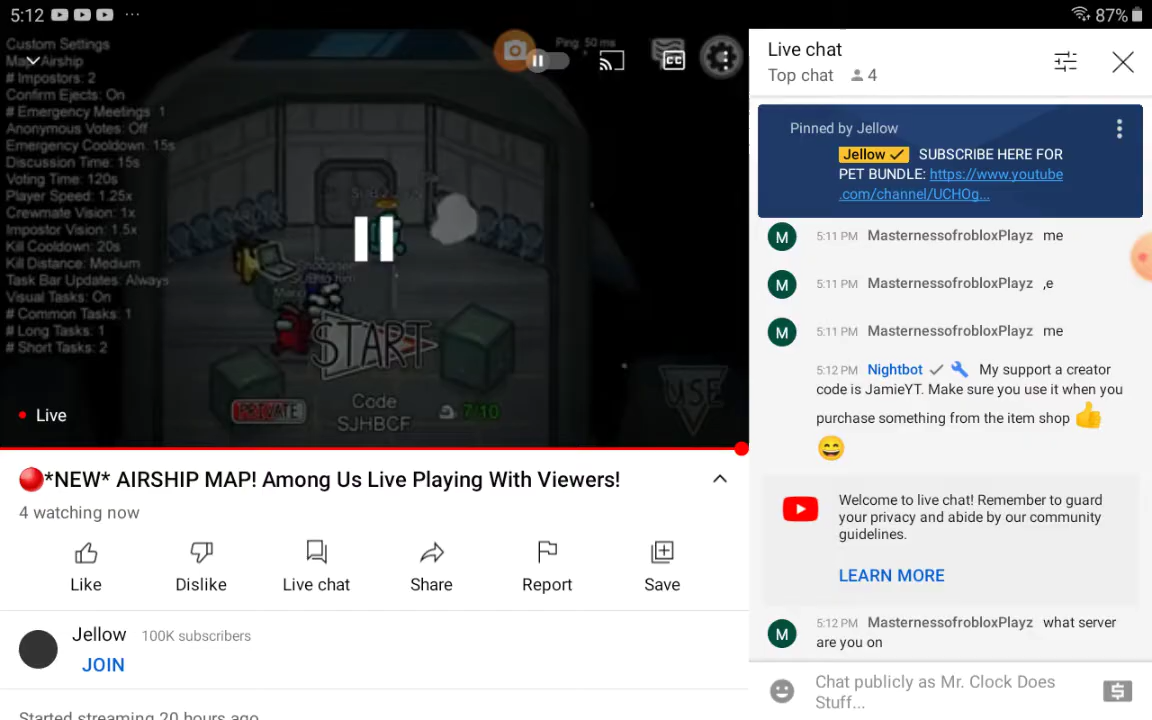 5:12
87%
Custom Settings
Map: Airship
# Impostors: 2
Confirm Ejects: On
# Emergency Meetings 1
Anonymous Votes: Off
Emergency Cooldown: 15s
Discussion Time: 15s
Voting Time: 120s
Player Speed: 1.25x
Crewmate Vision: 1x
Impostor Vision: 1.5x
Kill Cooldown: 20s
Kill Distance: Medium
Task Bar Updates: Always
Visual Tasks: On
# Common Tasks: 1
# Long Tasks: 1
# Short Tasks: 2
Ping: 50 ms
CC
START
USE
PRIVATE
Code
SJHBCF
7/10
Live
*NEW* AIRSHIP MAP! Among Us Live Playing With Viewers!
4 watching now
Like
Dislike
Live chat
Share
Report
Save
Jellow 100K subscribers
JOIN
Started streaming 20 hours ago
Live chat
Top chat 4
Pinned by Jellow
Jellow SUBSCRIBE HERE FOR
PET BUNDLE: https://www.youtube
.com/channel/UCHOg...
M 5:11 PM MasternessofrobloxPlayz me
M 5:11 PM MasternessofrobloxPlayz ,e
M 5:11 PM MasternessofrobloxPlayz me
5:12 PM Nightbot My support a creator
code is JamieYT. Make sure you use it when you
purchase something from the item shop 👍
😄
Welcome to live chat! Remember to guard
your privacy and abide by our community
guidelines.
LEARN MORE
M 5:12 PM MasternessofrobloxPlayz what server
are you on
Chat publicly as Mr. Clock Does
Stuff...